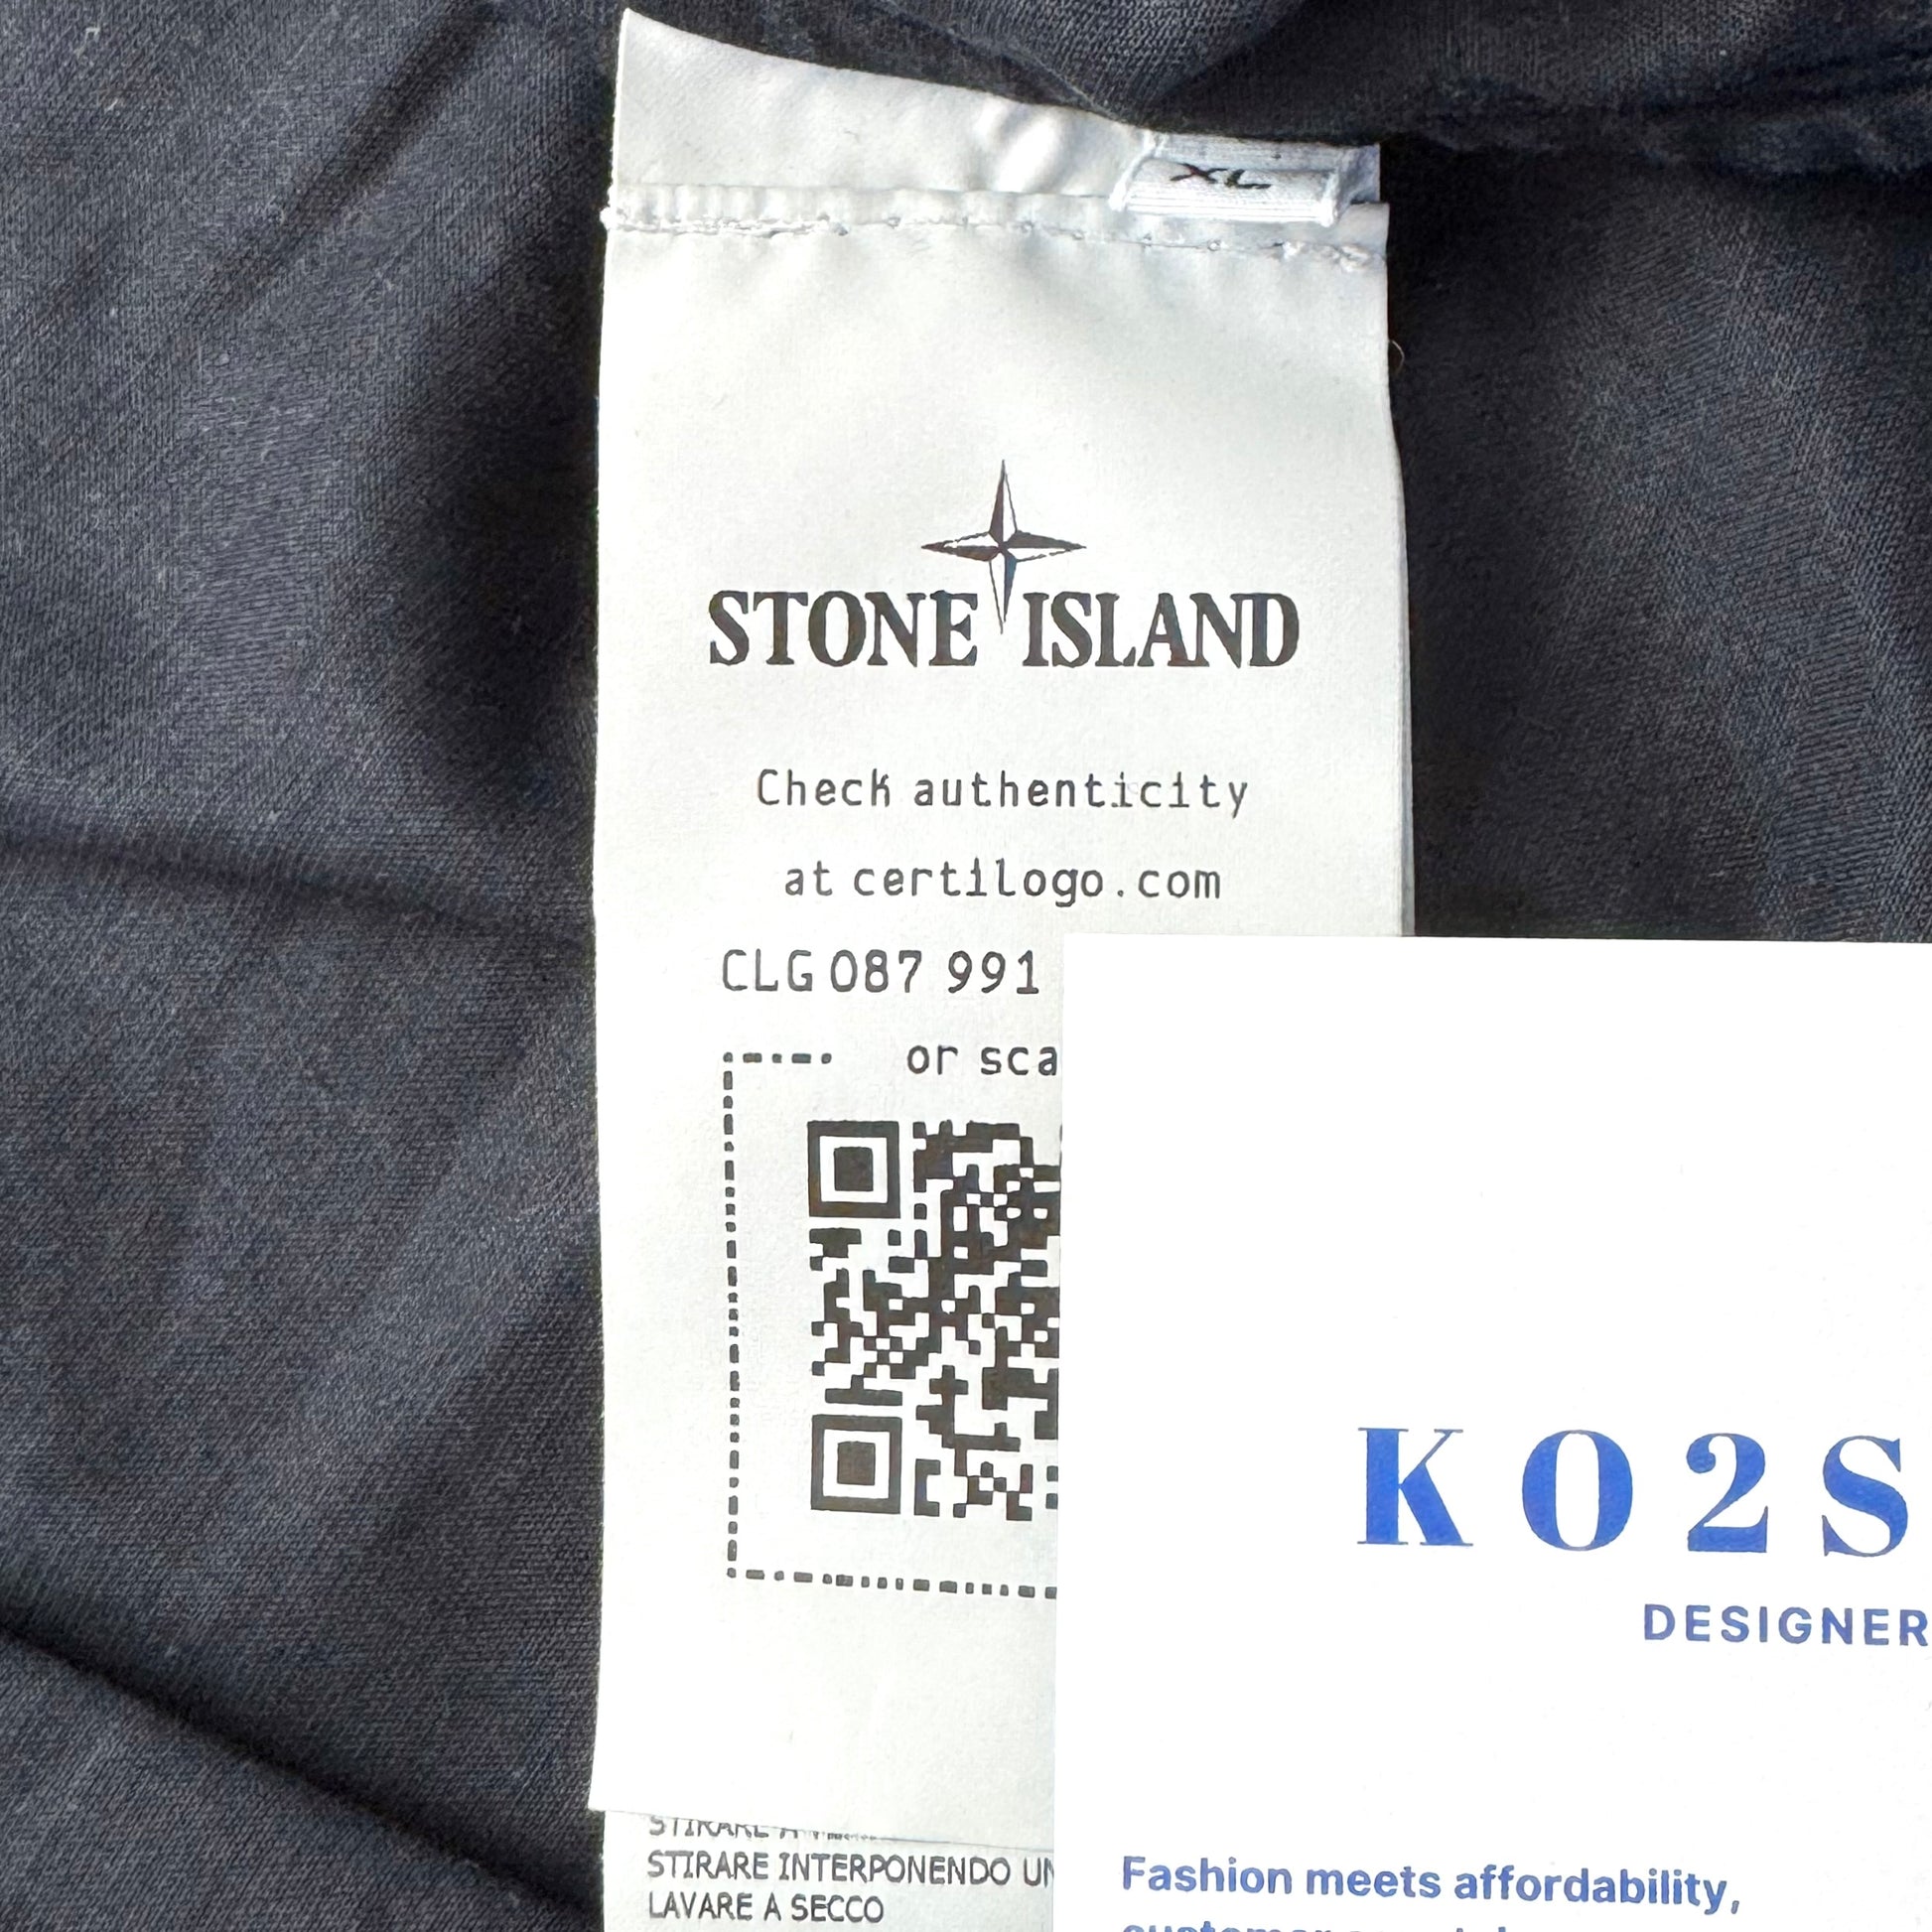 XL
STONE ISLAND
Check authenticity
at certilogo.com
CLG 087 991
or sca
KO2S
DESIGNER
STIRARE INTERPONENDO UN
LAVARE A SECCO
Fashion meets affordability,